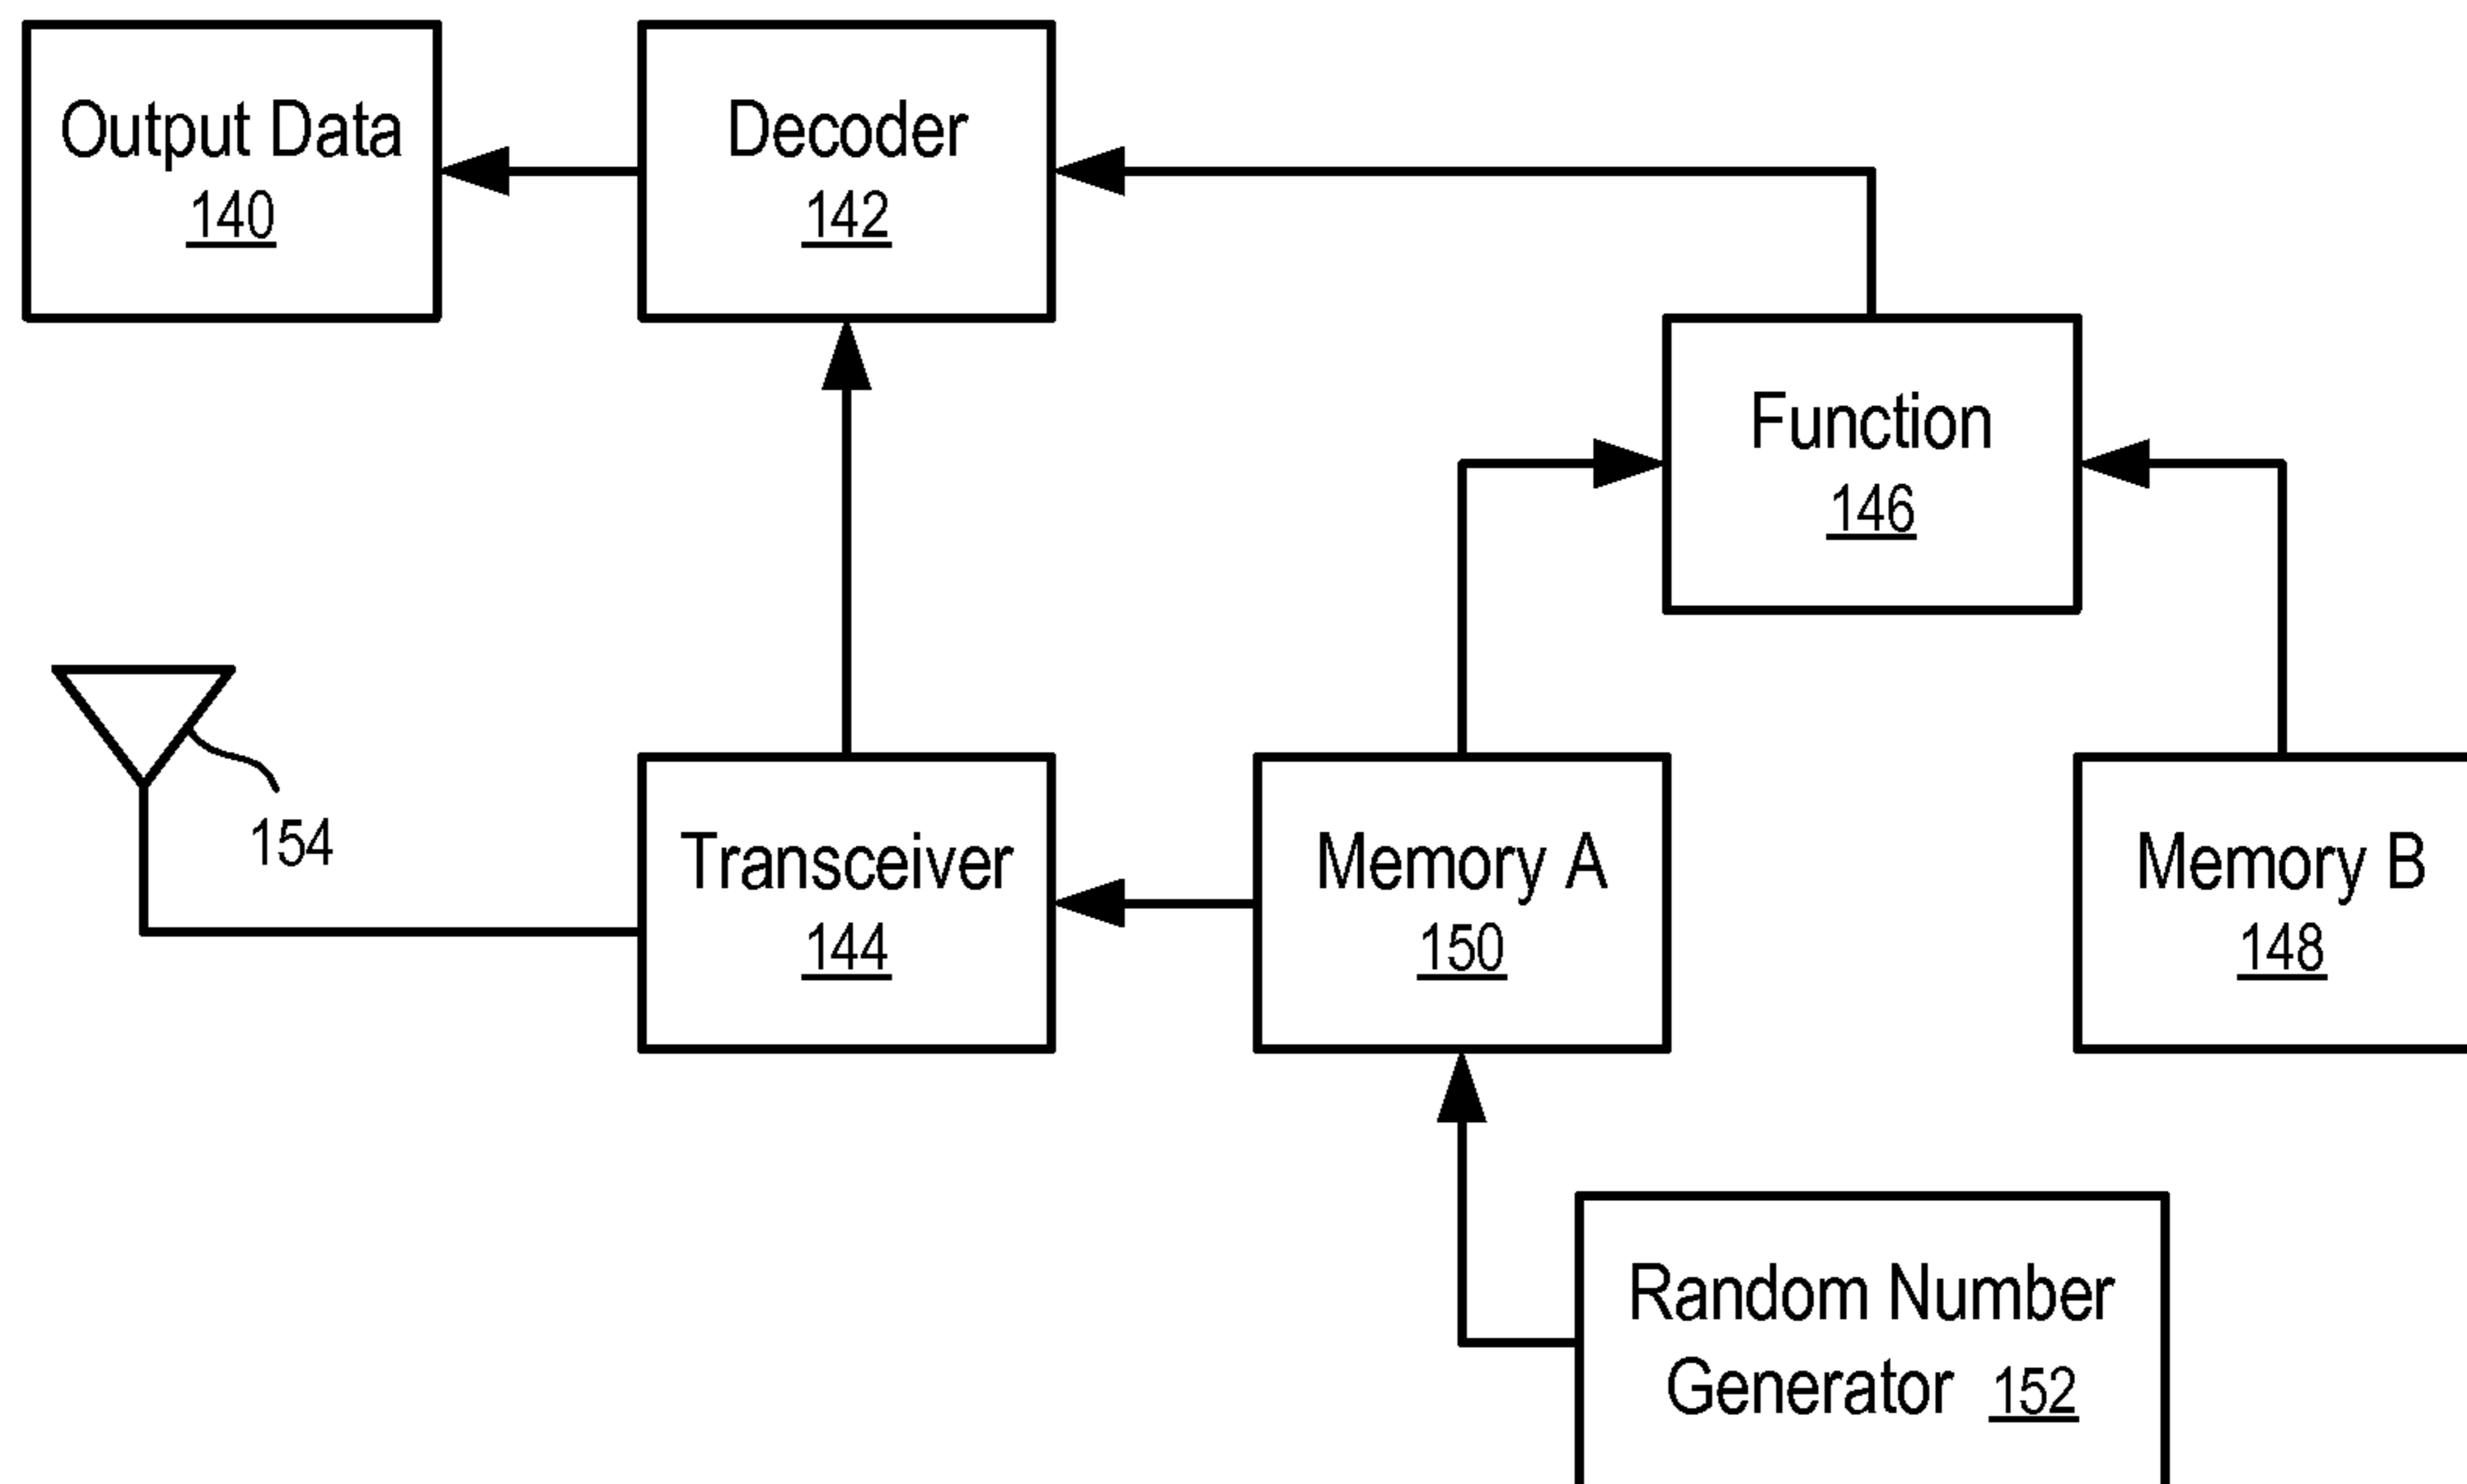 Output Data
140
Decoder
142
Function
146
154
Transceiver
144
Memory A
150
Memory B
148
Random Number
Generator 152